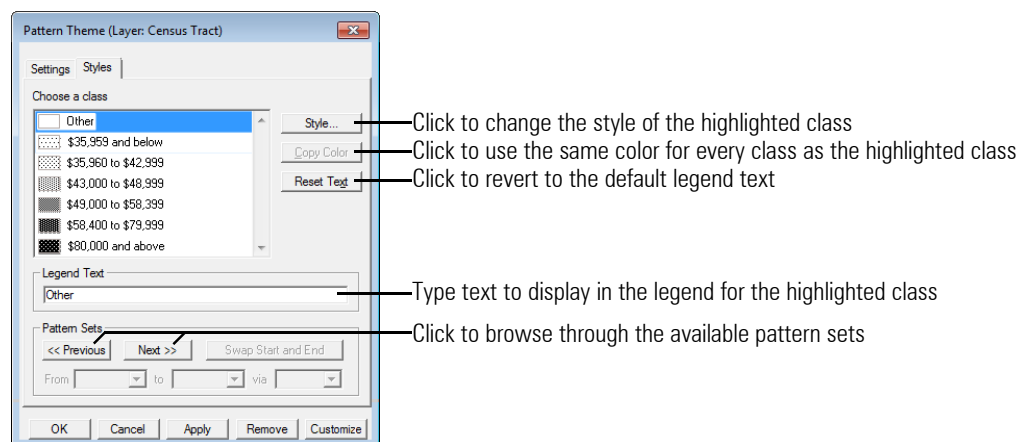 Pattern Theme (Layer: Census Tract)
Settings Styles
Choose a class
Other
$35,959 and below
$35,960 to $42,999
$43,000 to $48,999
$49,000 to $58,399
$58,400 to $79,999
$80,000 and above
Style...
Copy Color
Reset Text
Click to change the style of the highlighted class
Click to use the same color for every class as the highlighted class
Click to revert to the default legend text
Legend Text
Other
Type text to display in the legend for the highlighted class
Pattern Sets
<< Previous Next >> Swap Start and End
Click to browse through the available pattern sets
From to via
OK Cancel Apply Remove Customize